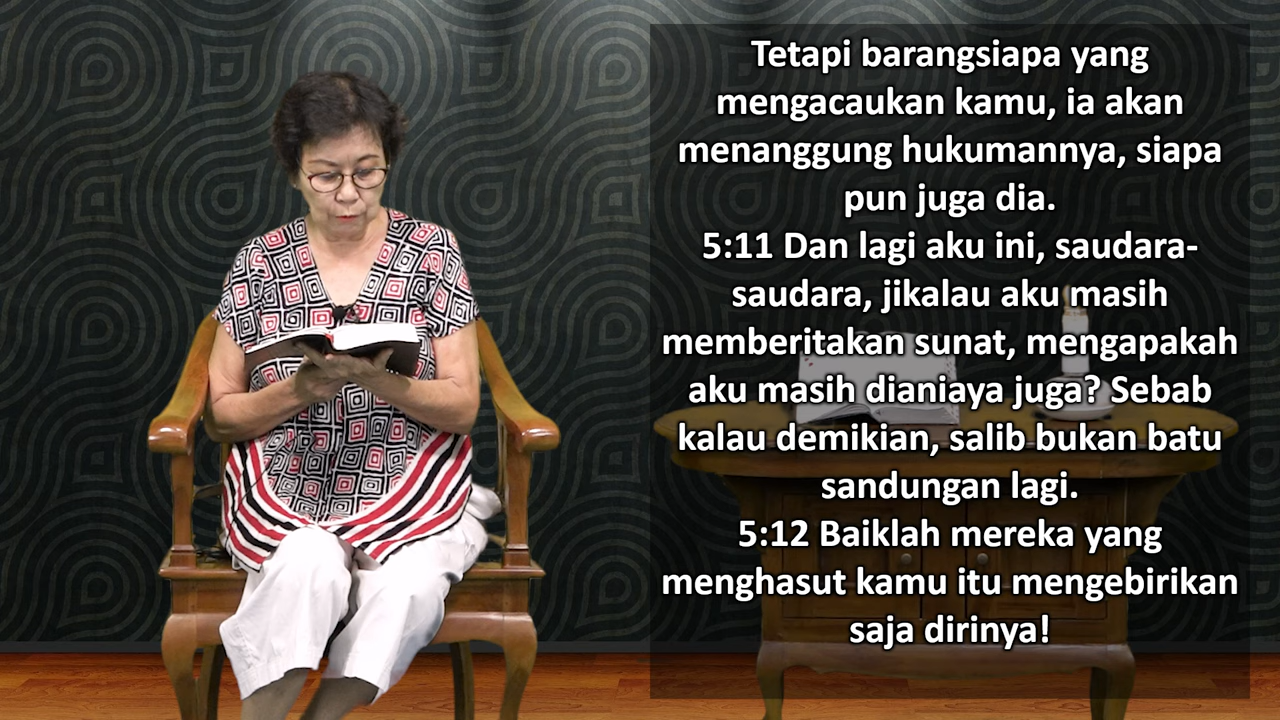 Tetapi barangsiapa yang
mengacaukan kamu, ia akan
menanggung hukumannya, siapa
pun juga dia.
5:11 Dan lagi aku ini, saudara-
saudara, jikalau aku masih
memberitakan sunat, mengapakah
aku masih dianiaya juga? Sebab
kalau demikian, salib bukan batu
sandungan lagi.
5:12 Baiklah mereka yang
menghasut kamu itu mengebirikan
saja dirinya!